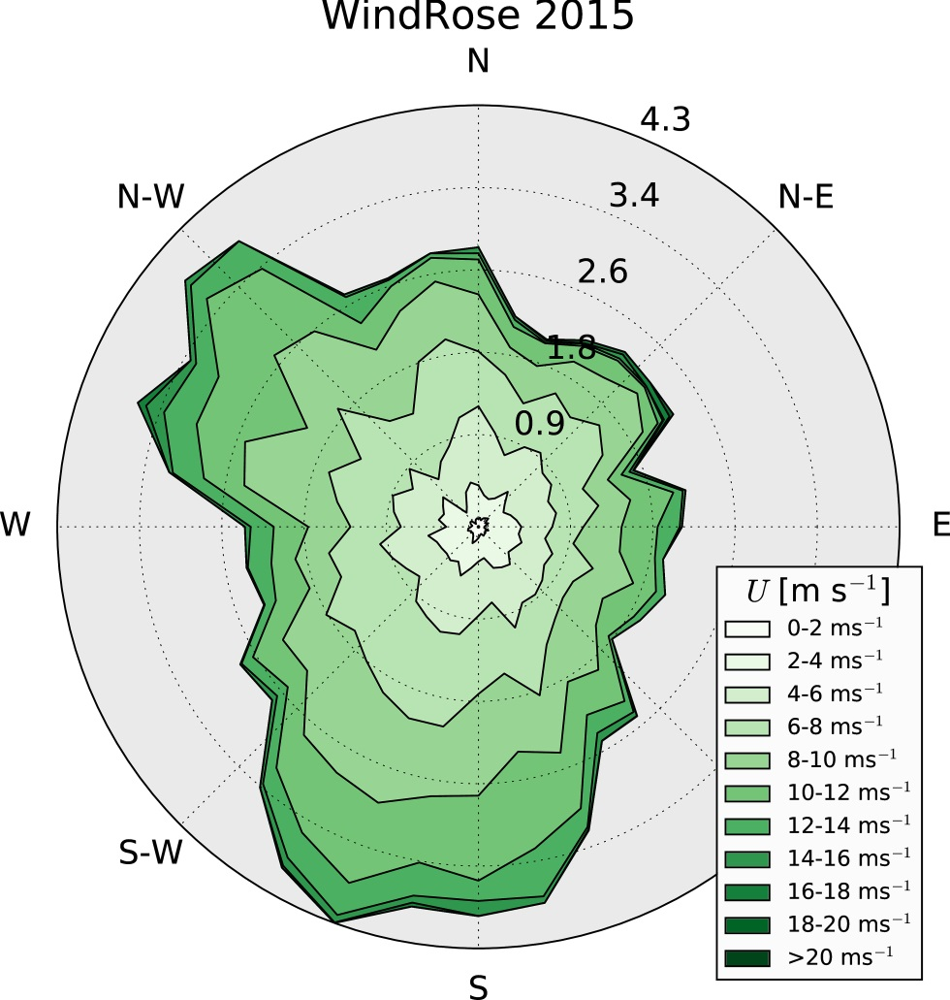 WindRose 2015
N
4.3
3.4
N-W
N-E
2.6
1.8
0.9
W
E
U [m s⁻¹]
0-2 ms⁻¹
2-4 ms⁻¹
4-6 ms⁻¹
6-8 ms⁻¹
8-10 ms⁻¹
10-12 ms⁻¹
12-14 ms⁻¹
14-16 ms⁻¹
16-18 ms⁻¹
18-20 ms⁻¹
>20 ms⁻¹
S-W
S